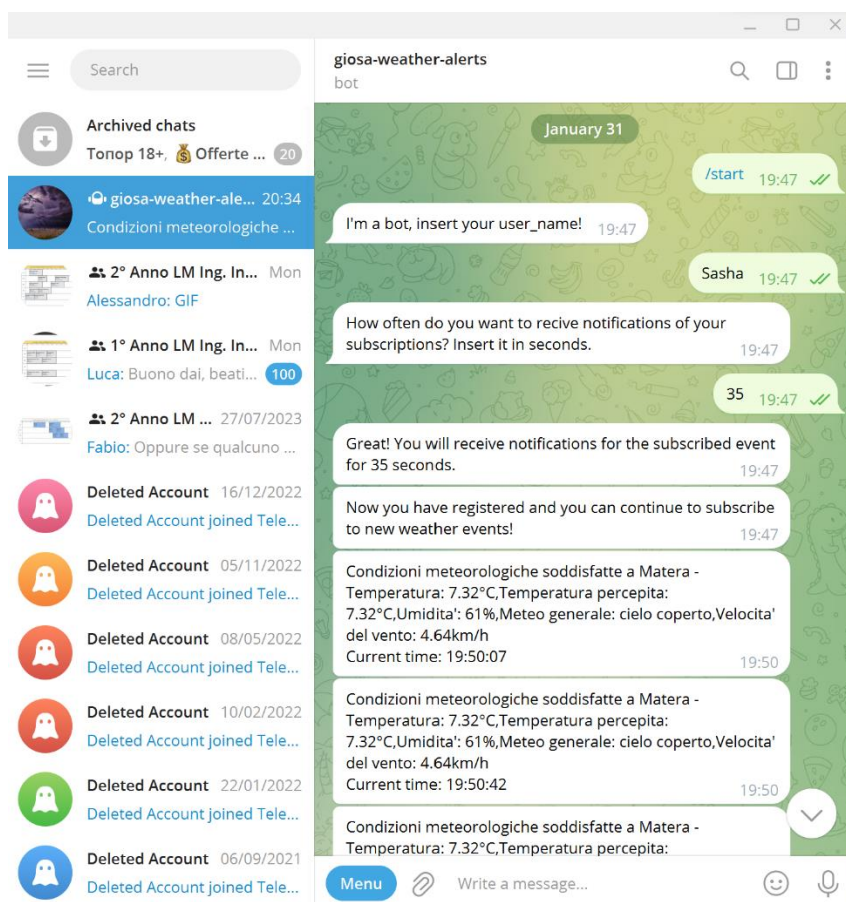 Search
Archived chats
Топор 18+, 💰 Offerte ... 20
giosa-weather-ale... 20:34
Condizioni meteorologiche ...
2° Anno LM Ing. In... Mon
Alessandro: GIF
1° Anno LM Ing. In... Mon
Luca: Buono dai, beati... 100
2° Anno LM ... 27/07/2023
Fabio: Oppure se qualcuno ...
Deleted Account 16/12/2022
Deleted Account joined Tele...
Deleted Account 05/11/2022
Deleted Account joined Tele...
Deleted Account 08/05/2022
Deleted Account joined Tele...
Deleted Account 10/02/2022
Deleted Account joined Tele...
Deleted Account 22/01/2022
Deleted Account joined Tele...
Deleted Account 06/09/2021
Deleted Account joined Tele...
giosa-weather-alerts
bot
January 31
/start 19:47
I'm a bot, insert your user_name! 19:47
Sasha 19:47
How often do you want to recive notifications of your
subscriptions? Insert it in seconds. 19:47
35 19:47
Great! You will receive notifications for the subscribed event
for 35 seconds. 19:47
Now you have registered and you can continue to subscribe
to new weather events! 19:47
Condizioni meteorologiche soddisfatte a Matera -
Temperatura: 7.32°C,Temperatura percepita:
7.32°C,Umidita': 61%,Meteo generale: cielo coperto,Velocita'
del vento: 4.64km/h
Current time: 19:50:07 19:50
Condizioni meteorologiche soddisfatte a Matera -
Temperatura: 7.32°C,Temperatura percepita:
7.32°C,Umidita': 61%,Meteo generale: cielo coperto,Velocita'
del vento: 4.64km/h
Current time: 19:50:42 19:50
Condizioni meteorologiche soddisfatte a Matera -
Temperatura: 7.32°C,Temperatura percepita:
Menu Write a message...